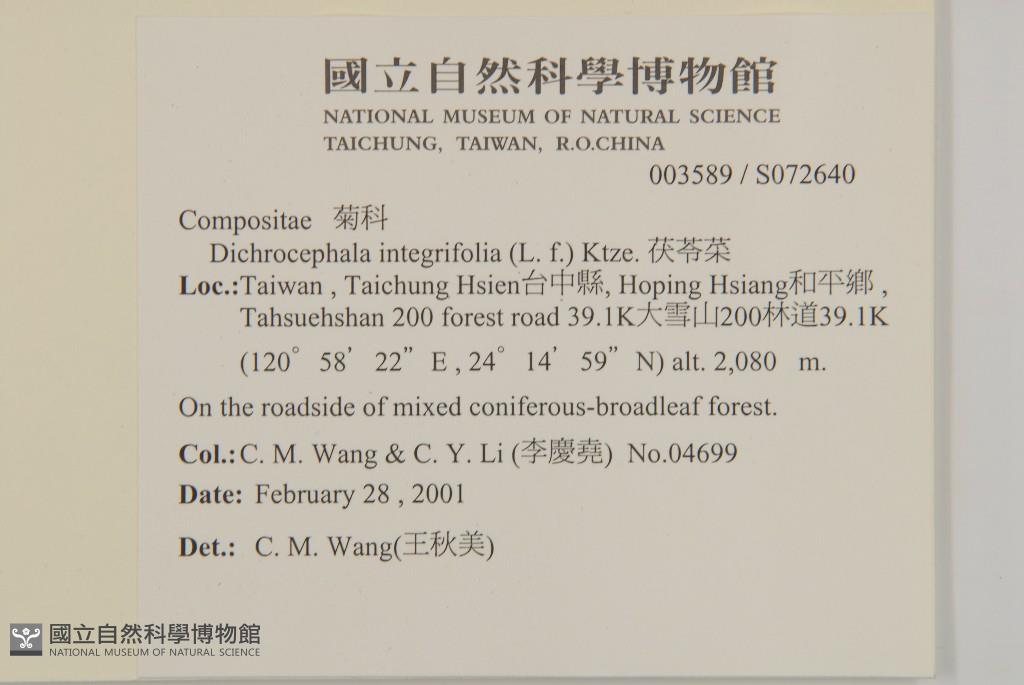 國立自然科學博物館
NATIONAL MUSEUM OF NATURAL SCIENCE
TAICHUNG, TAIWAN, R.O.CHINA
003589 / S072640
Compositae 菊科
Dichrocephala integrifolia (L. f.) Ktze. 茯苓菜
Loc.:Taiwan , Taichung Hsien台中縣, Hoping Hsiang和平鄉 ,
Tahsuehshan 200 forest road 39.1K大雪山200林道39.1K
(120° 58’ 22” E , 24° 14’ 59” N) alt. 2,080 m.
On the roadside of mixed coniferous-broadleaf forest.
Col.:C. M. Wang & C. Y. Li (李慶堯) No.04699
Date: February 28 , 2001
Det.: C. M. Wang(王秋美)
國立自然科學博物館
NATIONAL MUSEUM OF NATURAL SCIENCE